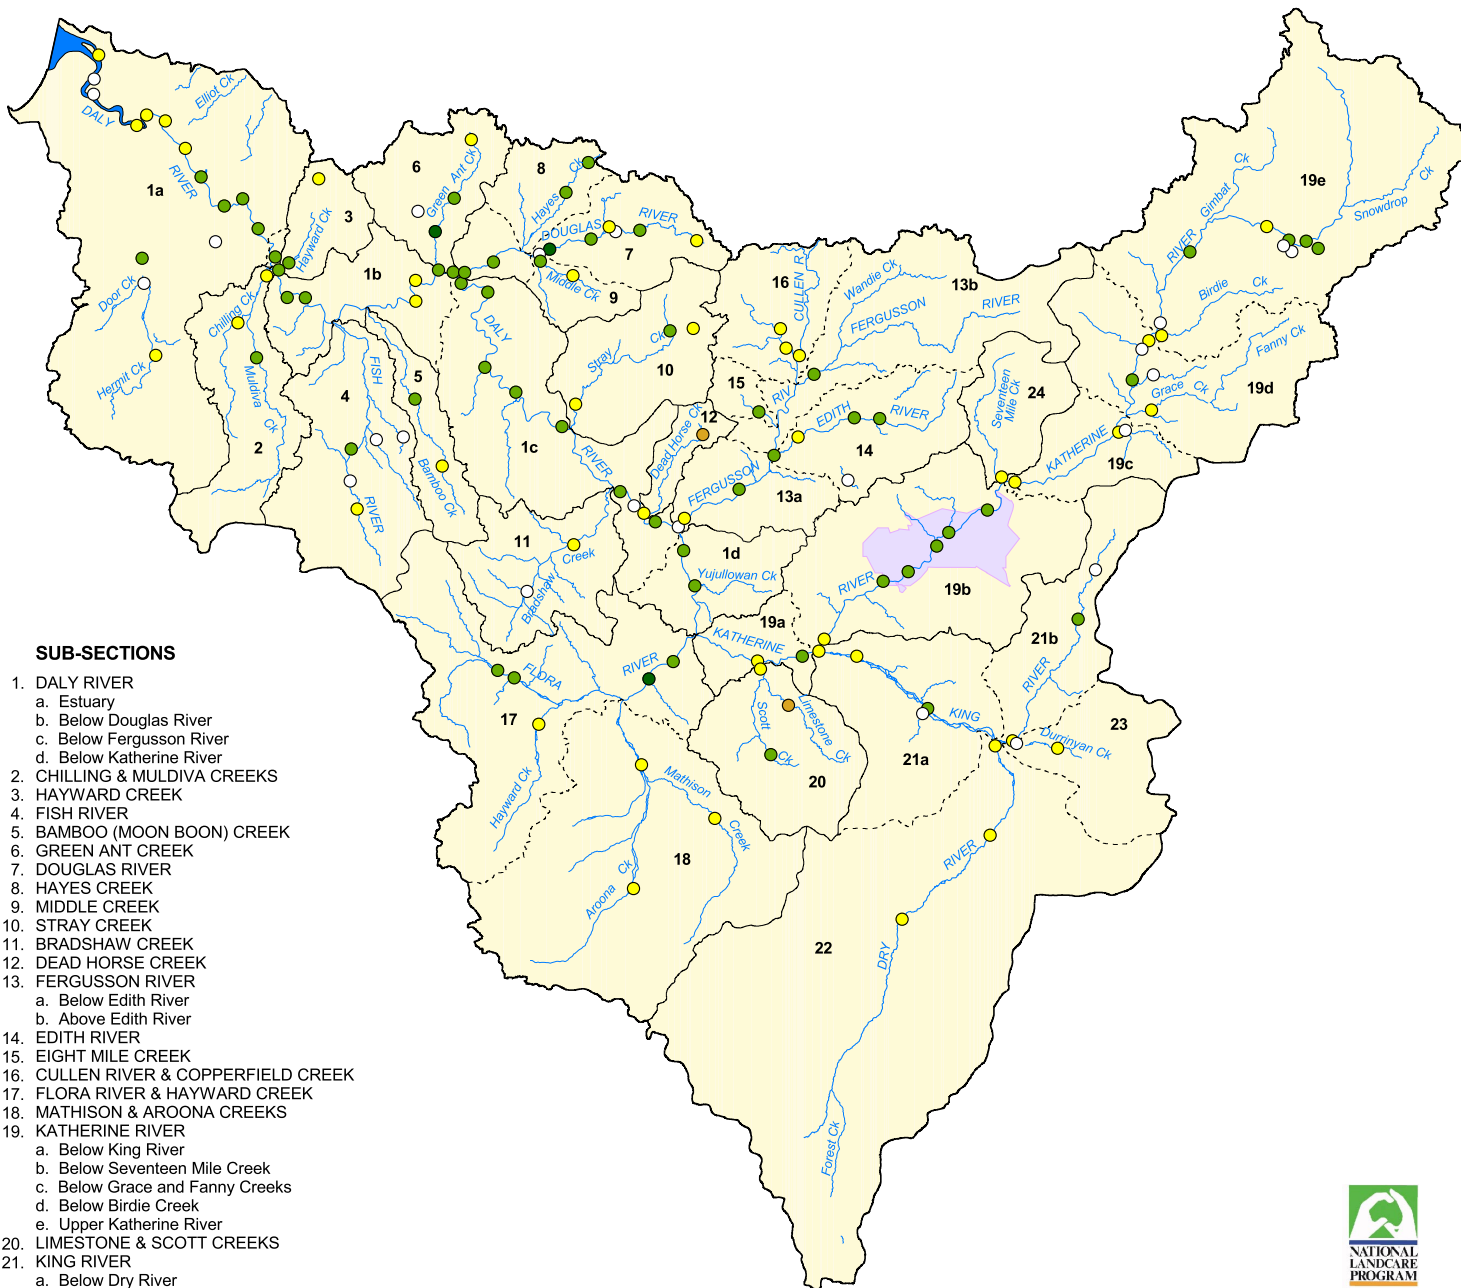 Elliot Ck
DALY
RIVER
1a
3
Hayward Ck
6
Green Ant Ck
8
Hayes Ck
DOUGLAS RIVER
7
Middle Ck
9
1b
Door Ck
Hermit Ck
Chilling Ck
Muldiva Ck
2
4
FISH
RIVER
5
Bamboo Ck
DALY
RIVER
1c
Stray Ck
10
12
Dead Horse Ck
11
Bradshaw Creek
16
CULLEN R
Wandie Ck
13b
FERGUSSON RIVER
15
RIV
EDITH RIVER
14
FERGUSSON
13a
1d
Yujullowan Ck
Seventeen Mile Ck
24
Gimbat Ck
RIVER
19e
Snowdrop Ck
Birdie Ck
Fanny Ck
Grace Ck
19d
KATHERINE
19c
RIVER
19b
19a
KATHERINE
21b
RIVER
FLORA
RIVER
17
Hayward Ck
Mathison Creek
18
Aroona Ck
Scott Ck
Limestone Ck
20
KING
21a
Durrinyan Ck
23
RIVER
DRY
22
Forest Ck
SUB-SECTIONS
1. DALY RIVER
a. Estuary
b. Below Douglas River
c. Below Fergusson River
d. Below Katherine River
2. CHILLING & MULDIVA CREEKS
3. HAYWARD CREEK
4. FISH RIVER
5. BAMBOO (MOON BOON) CREEK
6. GREEN ANT CREEK
7. DOUGLAS RIVER
8. HAYES CREEK
9. MIDDLE CREEK
10. STRAY CREEK
11. BRADSHAW CREEK
12. DEAD HORSE CREEK
13. FERGUSSON RIVER
a. Below Edith River
b. Above Edith River
14. EDITH RIVER
15. EIGHT MILE CREEK
16. CULLEN RIVER & COPPERFIELD CREEK
17. FLORA RIVER & HAYWARD CREEK
18. MATHISON & AROONA CREEKS
19. KATHERINE RIVER
a. Below King River
b. Below Seventeen Mile Creek
c. Below Grace and Fanny Creeks
d. Below Birdie Creek
e. Upper Katherine River
20. LIMESTONE & SCOTT CREEKS
21. KING RIVER
a. Below Dry River
NATIONAL
LANDCARE
PROGRAM